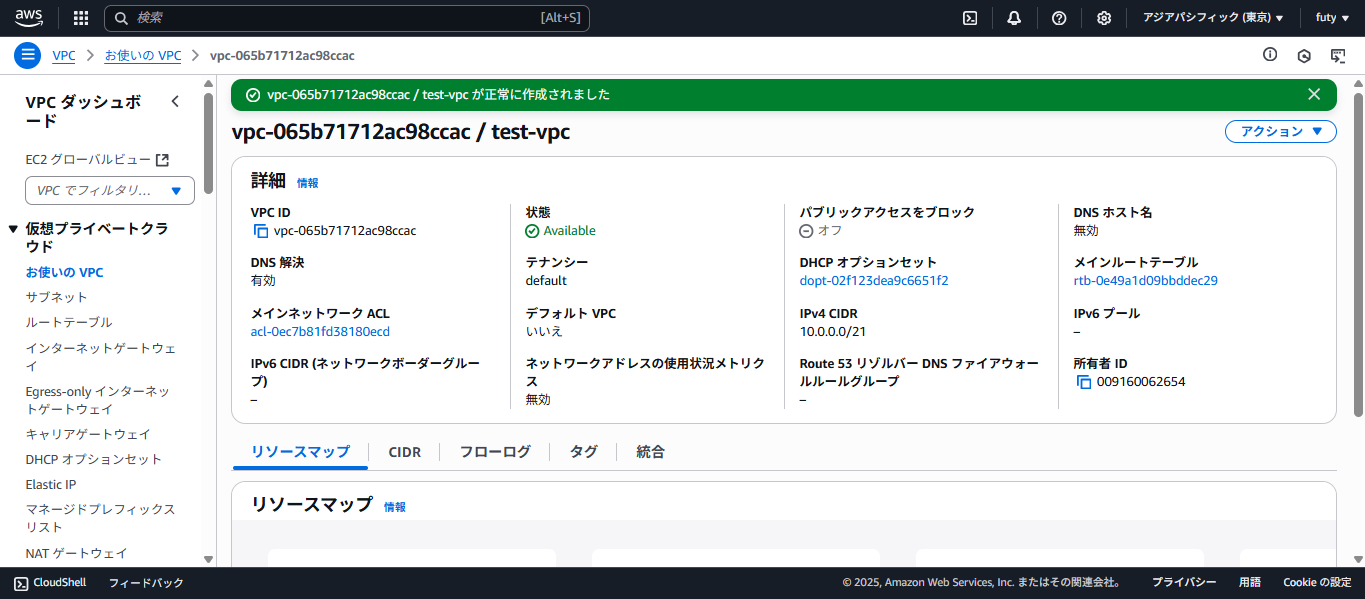 aws
検索
[Alt+S]
アジアパシフィック (東京)
futy
VPC
お使いの VPC
vpc-065b71712ac98ccac
VPC ダッシュボ
ード
EC2 グローバルビュー
VPC でフィルタリ...
仮想プライベートクラ
ウド
お使いの VPC
サブネット
ルートテーブル
インターネットゲートウェ
イ
Egress-only インターネッ
トゲートウェイ
キャリアゲートウェイ
DHCP オプションセット
Elastic IP
マネージドプレフィックス
リスト
NAT ゲートウェイ
vpc-065b71712ac98ccac / test-vpc が正常に作成されました
vpc-065b71712ac98ccac / test-vpc
アクション
詳細 情報
VPC ID
vpc-065b71712ac98ccac
状態
Available
パブリックアクセスをブロック
オフ
DNS ホスト名
無効
DNS 解決
有効
テナンシー
default
DHCP オプションセット
dopt-02f123dea9c6651f2
メインルートテーブル
rtb-0e49a1d09bbddec29
メインネットワーク ACL
acl-0ec7b81fd38180ecd
デフォルト VPC
いいえ
IPv4 CIDR
10.0.0.0/21
IPv6 プール
–
IPv6 CIDR (ネットワークボーダーグルー
プ)
–
ネットワークアドレスの使用状況メトリク
ス
無効
Route 53 リゾルバー DNS ファイアウォー
ルルールグループ
–
所有者 ID
009160062654
リソースマップ
CIDR
フローログ
タグ
統合
リソースマップ 情報
CloudShell
フィードバック
© 2025, Amazon Web Services, Inc. またはその関連会社。
プライバシー
用語
Cookie の設定